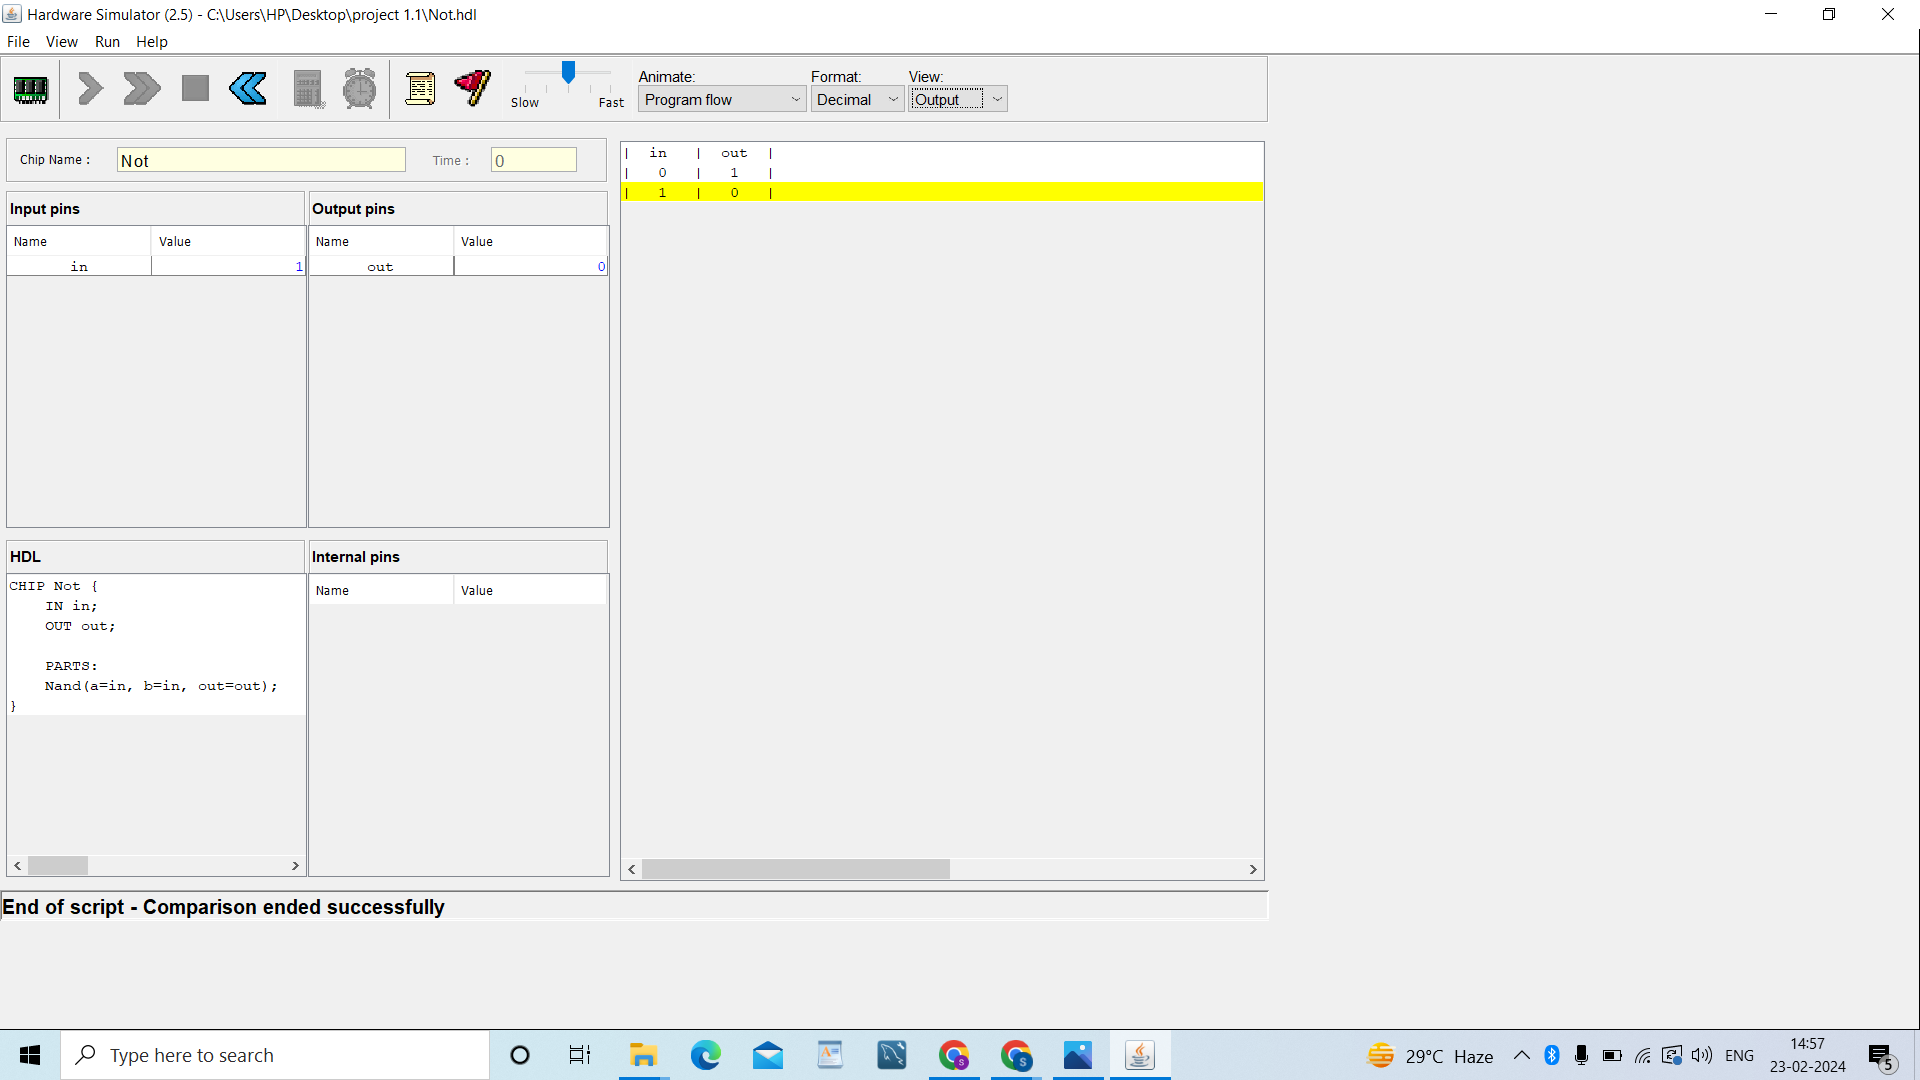 Hardware Simulator (2.5) - C:\Users\HP\Desktop\project 1.1\Not.hdl
File View Run Help
Slow Fast
Animate: Format: View:
Program flow Decimal Output
Chip Name : Not Time : 0
| in | out |
| 0 | 1 |
| 1 | 0 |
Input pins
Name Value
in 1
Output pins
Name Value
out 0
HDL
CHIP Not {
    IN in;
    OUT out;
    PARTS:
    Nand(a=in, b=in, out=out);
}
Internal pins
Name Value
End of script - Comparison ended successfully
Type here to search
29°C Haze
ENG
14:57
23-02-2024
5